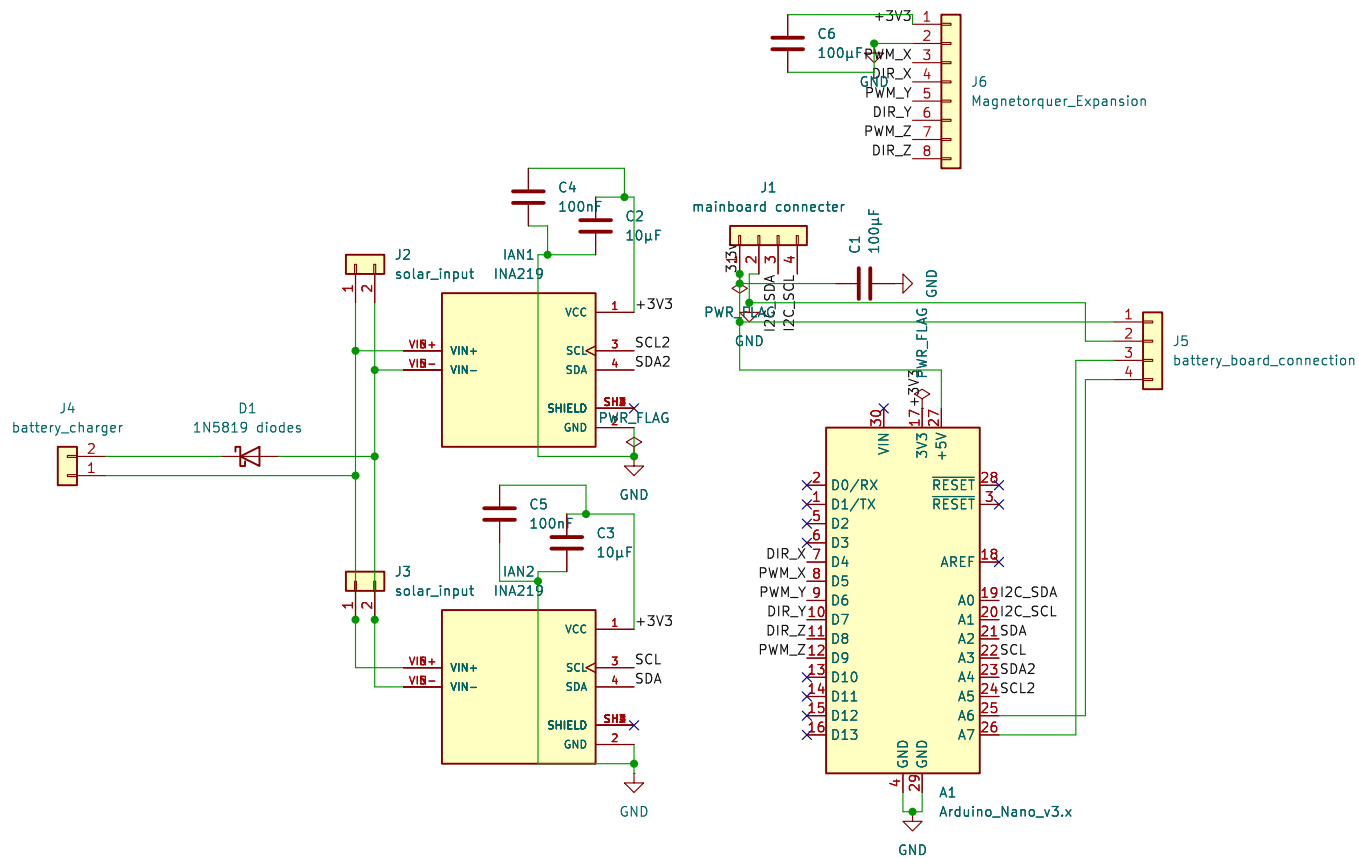 +3V3
1
2
PWM_X
3
DIR_X
4
PWM_Y
5
DIR_Y
6
PWM_Z
7
DIR_Z
8
C6
100µF
GND
J6
Magnetorquer_Expansion
C4
100nF
C2
10µF
J1
mainboard connecter
2
3
4
C1
100µF
GND
I2C_SDA
I2C_SCL
PWR_FLAG
GND
J2
solar_input
1
2
IAN1
INA219
VCC
1
+3V3
SCL
3
SCL2
SDA
4
SDA2
SHIELD
GND
2
VIN+
VIN-
PWR_FLAG
GND
J4
battery_charger
2
1
D1
1N5819 diodes
J5
battery_board_connection
1
2
3
4
PWR_FLAG
+3V3
C5
100nF
C3
10µF
J3
solar_input
1
2
IAN2
INA219
VCC
1
+3V3
SCL
3
SCL
SDA
4
SDA
SHIELD
GND
2
VIN+
VIN-
GND
30
VIN
17
3V3
27
+5V
2
D0/RX
1
D1/TX
5
D2
6
D3
DIR_X
7
D4
PWM_X
8
D5
PWM_Y
9
D6
DIR_Y
10
D7
DIR_Z
11
D8
PWM_Z
12
D9
13
D10
14
D11
15
D12
16
D13
RESET
28
RESET
3
AREF
18
A0
19
I2C_SDA
A1
20
I2C_SCL
A2
21
SDA
A3
22
SCL
A4
23
SDA2
A5
24
SCL2
A6
25
A7
26
GND
4
GND
29
A1
Arduino_Nano_v3.x
GND